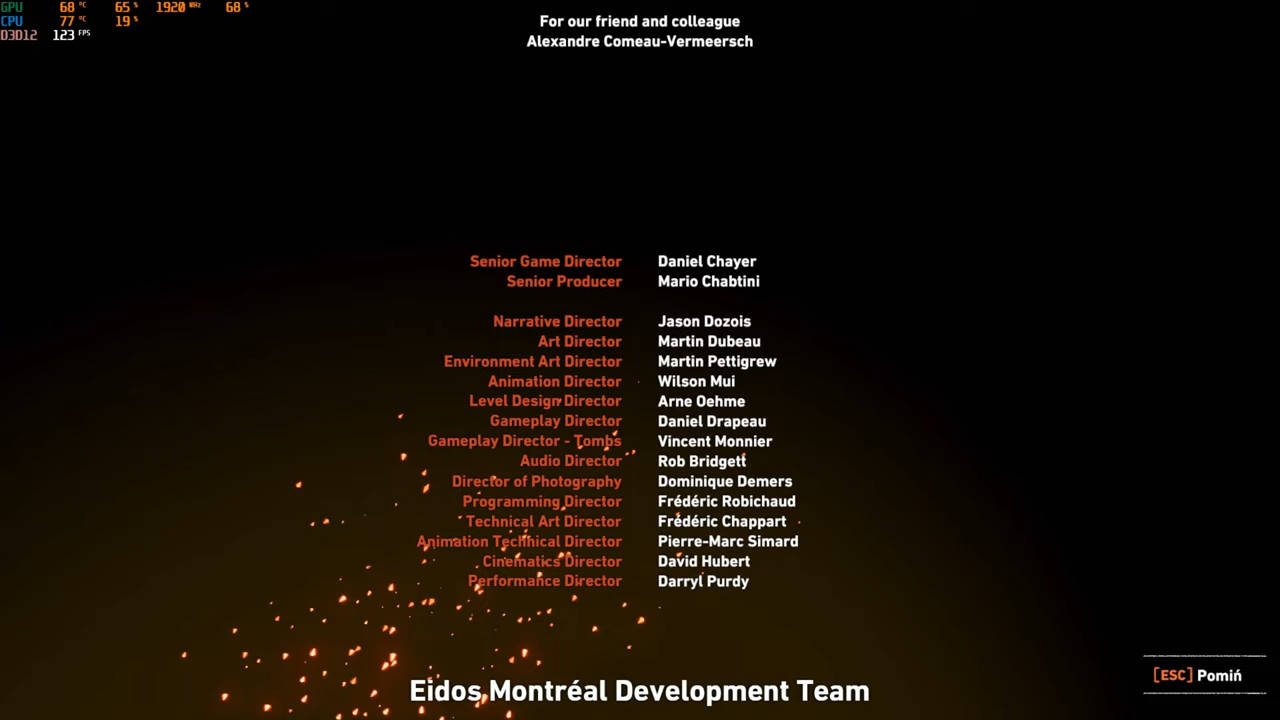 GPU 68 °C 65 % 1920 MHz 68 %
CPU 77 °C 19 %
D3D12 123 FPS
For our friend and colleague
Alexandre Comeau-Vermeersch
Senior Game Director Daniel Chayer
Senior Producer Mario Chabtini
Narrative Director Jason Dozois
Art Director Martin Dubeau
Environment Art Director Martin Pettigrew
Animation Director Wilson Mui
Level Design Director Arne Oehme
Gameplay Director Daniel Drapeau
Gameplay Director - Tombs Vincent Monnier
Audio Director Rob Bridgett
Director of Photography Dominique Demers
Programming Director Frédéric Robichaud
Technical Art Director Frédéric Chappart
Animation Technical Director Pierre-Marc Simard
Cinematics Director David Hubert
Performance Director Darryl Purdy
[ESC] Pomiń
Eidos Montréal Development Team